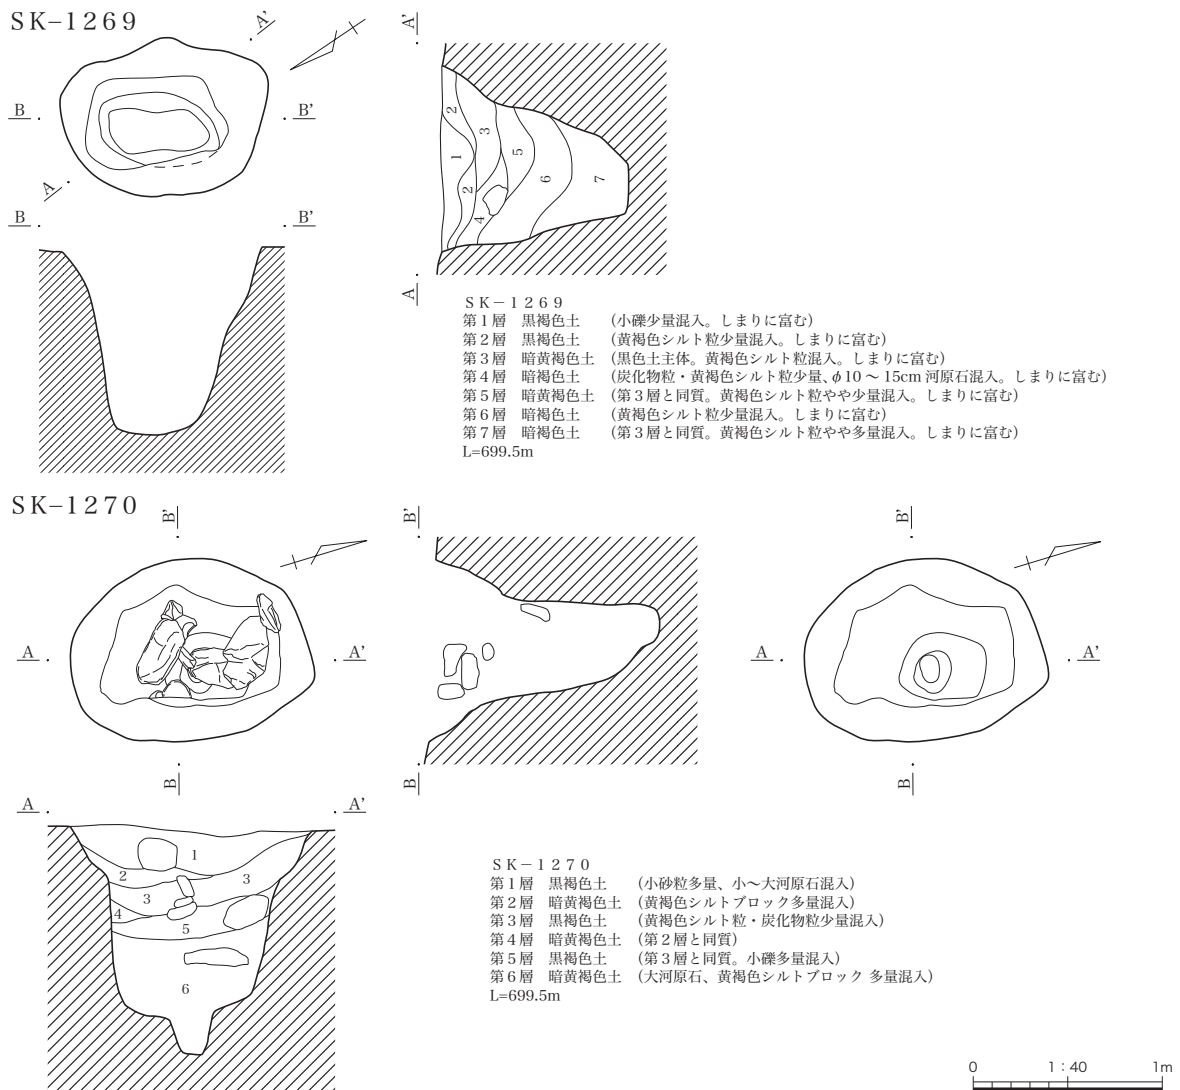 SK–1269
A’
A’
B
B’
A
B
B’
2
3
1
5
6
7
2
4
A
ＳＫ－１２６９
第１層　黒褐色土　（小礫少量混入。しまりに富む）
第２層　黒褐色土　（黄褐色シルト粒少量混入。しまりに富む）
第３層　暗黄褐色土　（黒色土主体。黄褐色シルト粒混入。しまりに富む）
第４層　暗褐色土　（炭化物粒・黄褐色シルト粒少量、φ10 ～ 15cm 河原石混入。しまりに富む）
第５層　暗黄褐色土　（第３層と同質。黄褐色シルト粒やや少量混入。しまりに富む）
第６層　暗褐色土　（黄褐色シルト粒少量混入。しまりに富む）
第７層　暗褐色土　（第３層と同質。黄褐色シルト粒やや多量混入。しまりに富む）
L=699.5m
SK–1270
B’
B’
B’
A
A’
A
A’
B
B
B
A
A’
1
2
3
3
4
5
6
ＳＫ－１２７０
第１層　黒褐色土　（小砂粒多量、小～大河原石混入）
第２層　暗黄褐色土　（黄褐色シルトブロック多量混入）
第３層　黒褐色土　（黄褐色シルト粒・炭化物粒少量混入）
第４層　暗黄褐色土　（第２層と同質）
第５層　黒褐色土　（第３層と同質。小礫多量混入）
第６層　暗黄褐色土　（大河原石、黄褐色シルトブロック 多量混入）
L=699.5m
0　1：40　1m